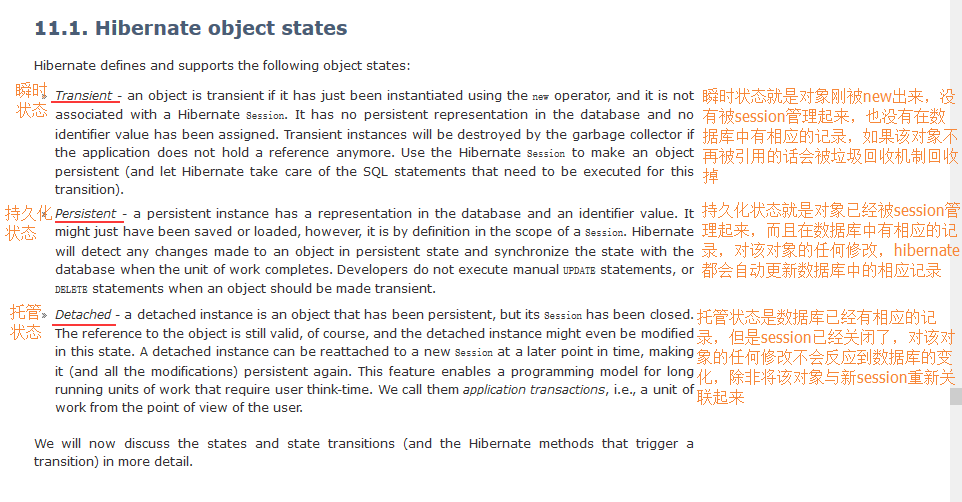 11.1. Hibernate object states
Hibernate defines and supports the following object states:
瞬时
状态
» Transient - an object is transient if it has just been instantiated using the new operator, and it is not
associated with a Hibernate Session. It has no persistent representation in the database and no
identifier value has been assigned. Transient instances will be destroyed by the garbage collector if
the application does not hold a reference anymore. Use the Hibernate Session to make an object
persistent (and let Hibernate take care of the SQL statements that need to be executed for this
transition).
瞬时状态就是对象刚被new出来，没
有被session管理起来，也没有在数
据库中有相应的记录，如果该对象不
再被引用的话会被垃圾回收机制回收
掉
持久化
状态
» Persistent - a persistent instance has a representation in the database and an identifier value. It
might just have been saved or loaded, however, it is by definition in the scope of a Session. Hibernate
will detect any changes made to an object in persistent state and synchronize the state with the
database when the unit of work completes. Developers do not execute manual UPDATE statements, or
DELETE statements when an object should be made transient.
持久化状态就是对象已经被session管
理起来，而且在数据库中有相应的记
录，对该对象的任何修改，hibernate
都会自动更新数据库中的相应记录
托管
状态
» Detached - a detached instance is an object that has been persistent, but its Session has been closed.
The reference to the object is still valid, of course, and the detached instance might even be modified
in this state. A detached instance can be reattached to a new Session at a later point in time, making
it (and all the modifications) persistent again. This feature enables a programming model for long
running units of work that require user think-time. We call them application transactions, i.e., a unit of
work from the point of view of the user.
托管状态是数据库已经有相应的记
录，但是session已经关闭了，对该对
象的任何修改不会反应到数据库的变
化，除非将该对象与新session重新关
联起来
We will now discuss the states and state transitions (and the Hibernate methods that trigger a
transition) in more detail.